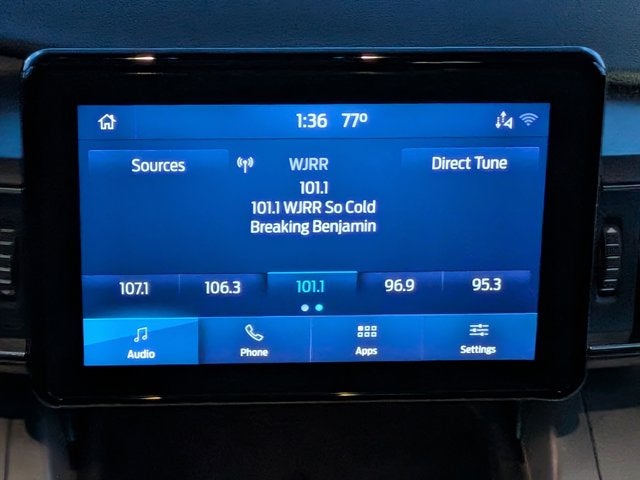 1:36 77º
Sources WJRR Direct Tune
101.1
101.1 WJRR So Cold
Breaking Benjamin
107.1 106.3 101.1 96.9 95.3
Audio Phone Apps Settings